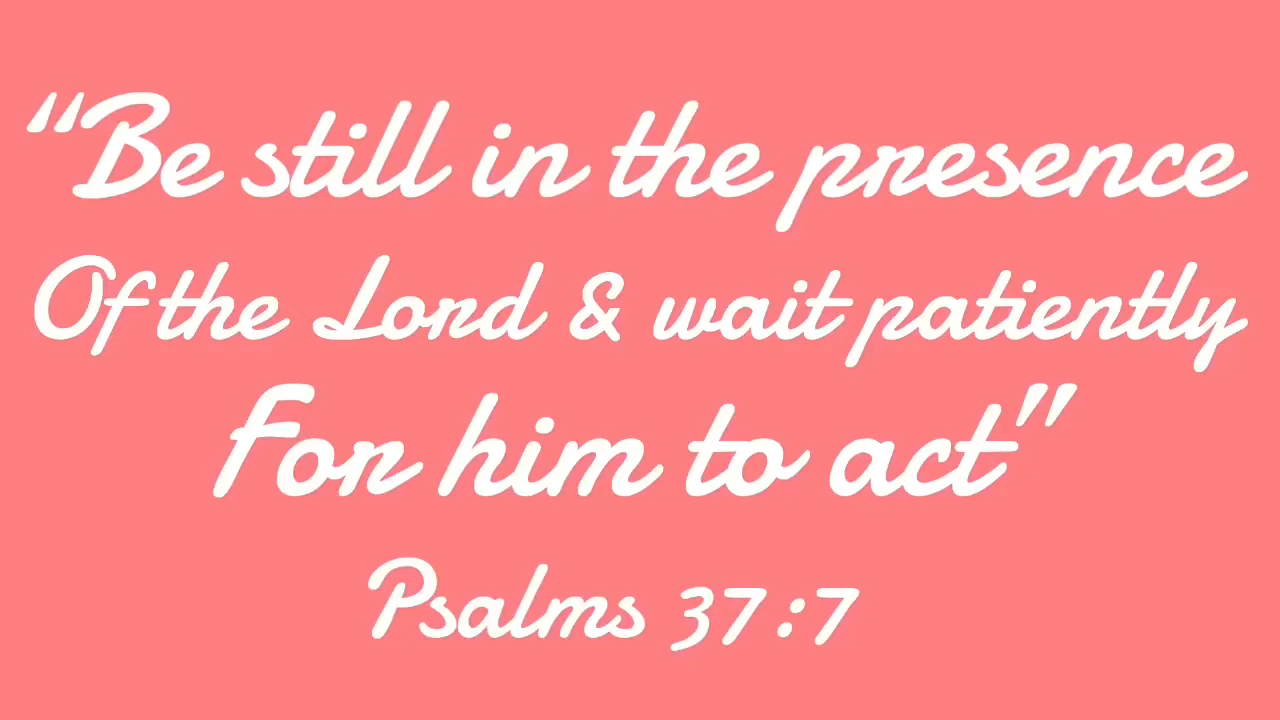 “Be still in the presence
Of the Lord & wait patiently
For him to act”
Psalms 37:7